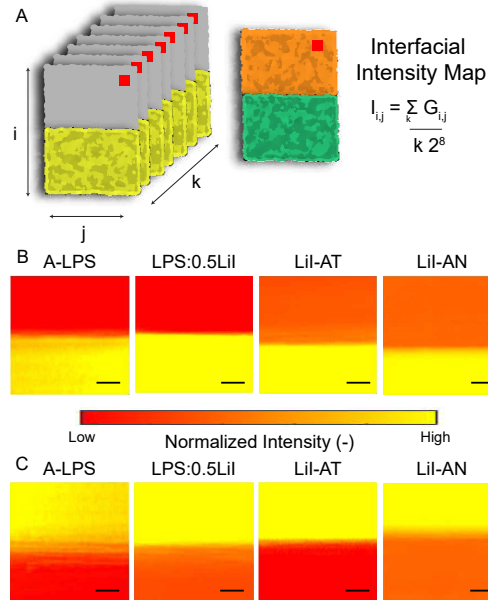 A
i
j
k
Interfacial
Intensity Map
I i,j = Σ k G i,j
k 2⁸
B
A-LPS LPS:0.5LiI LiI-AT LiI-AN
Low Normalized Intensity (-) High
C
A-LPS LPS:0.5LiI LiI-AT LiI-AN